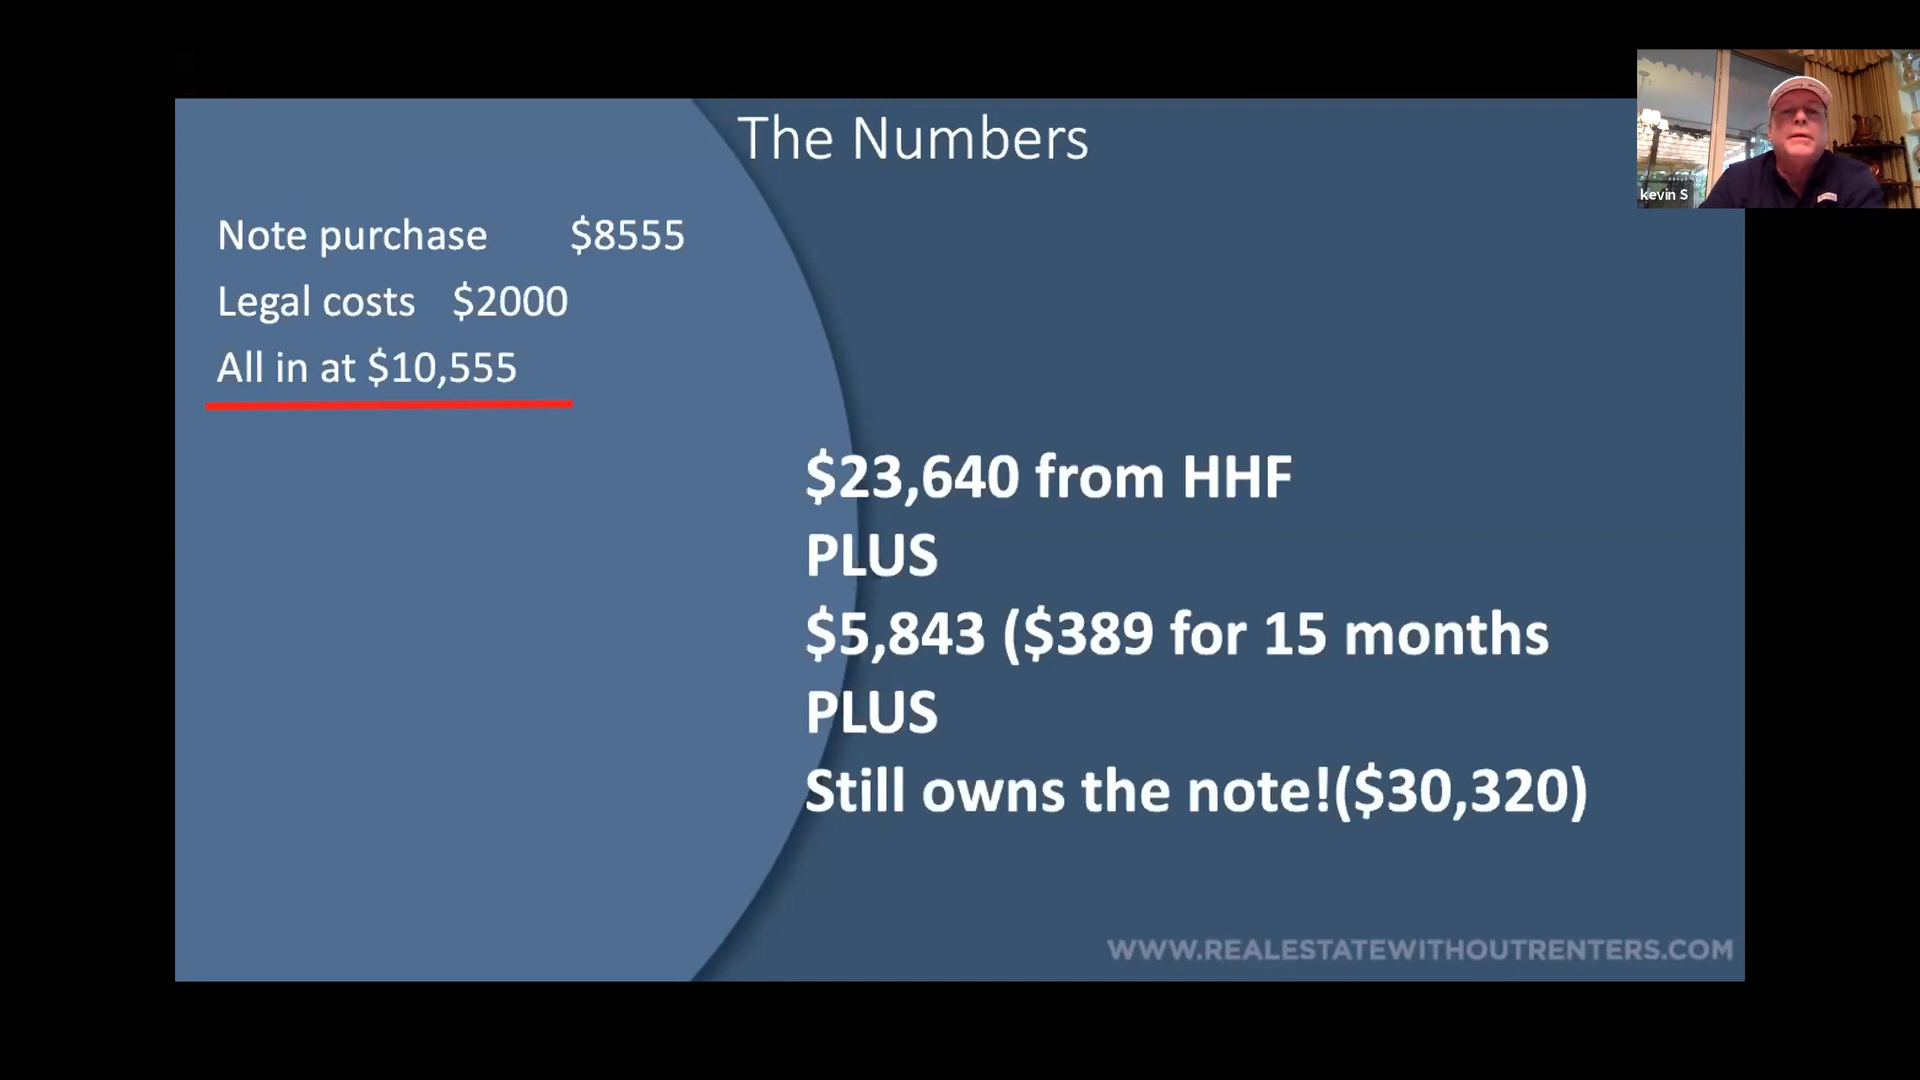 The Numbers
kevin S
Note purchase $8555
Legal costs $2000
All in at $10,555
$23,640 from HHF
PLUS
$5,843 ($389 for 15 months
PLUS
Still owns the note!($30,320)
WWW.REALESTATEWITHOUTRENTERS.COM